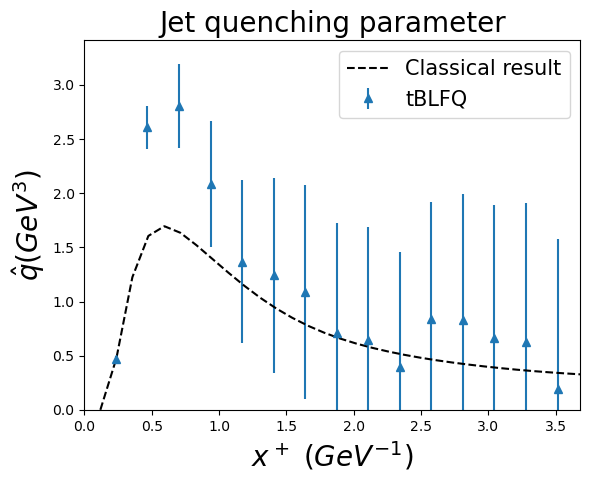 Jet quenching parameter
Classical result
tBLFQ
q̂(GeV³)
3.0
2.5
2.0
1.5
1.0
0.5
0.0
0.0 0.5 1.0 1.5 2.0 2.5 3.0 3.5
x⁺ (GeV⁻¹)